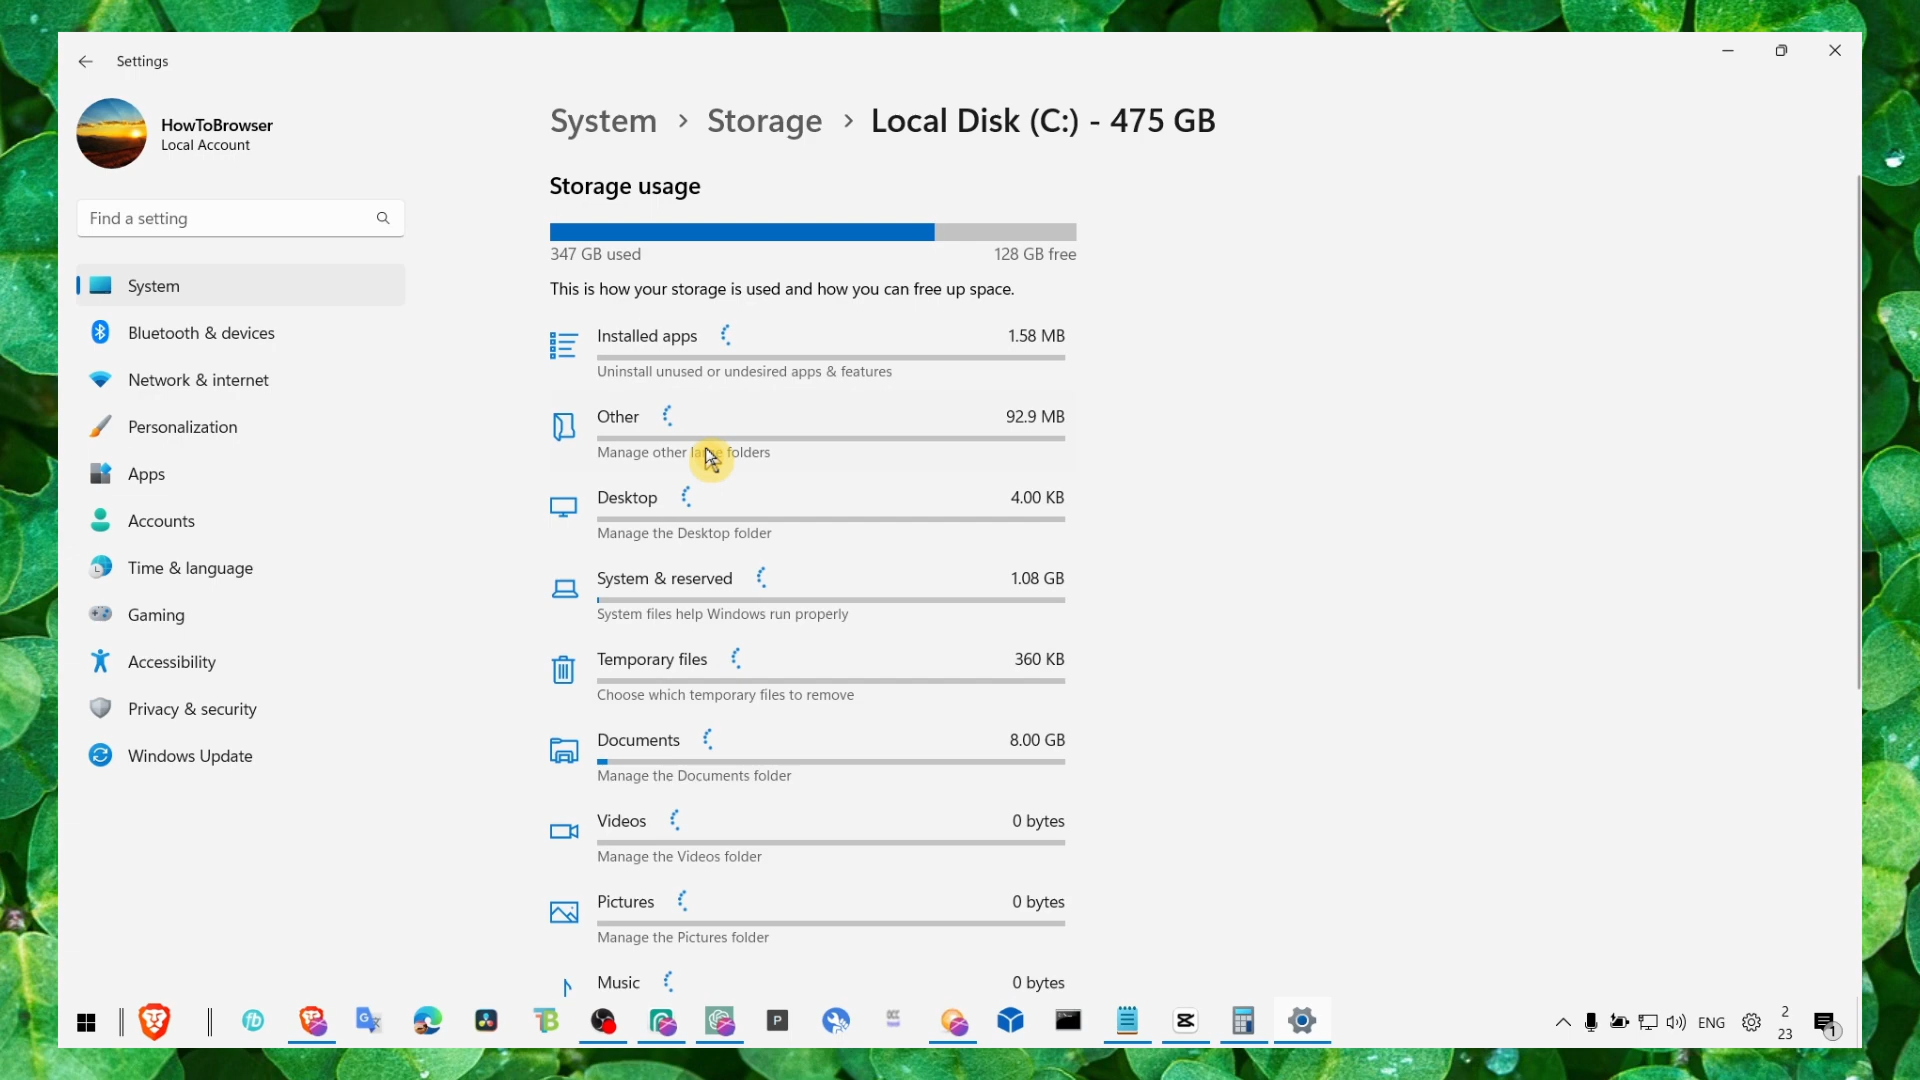 Settings
HowToBrowser
Local Account
Find a setting
System
Bluetooth & devices
Network & internet
Personalization
Apps
Accounts
Time & language
Gaming
Accessibility
Privacy & security
Windows Update
System > Storage > Local Disk (C:) - 475 GB
Storage usage
347 GB used 128 GB free
This is how your storage is used and how you can free up space.
Installed apps 1.58 MB
Uninstall unused or undesired apps & features
Other 92.9 MB
Manage other large folders
Desktop 4.00 KB
Manage the Desktop folder
System & reserved 1.08 GB
System files help Windows run properly
Temporary files 360 KB
Choose which temporary files to remove
Documents 8.00 GB
Manage the Documents folder
Videos 0 bytes
Manage the Videos folder
Pictures 0 bytes
Manage the Pictures folder
Music 0 bytes
ENG
2
23
1